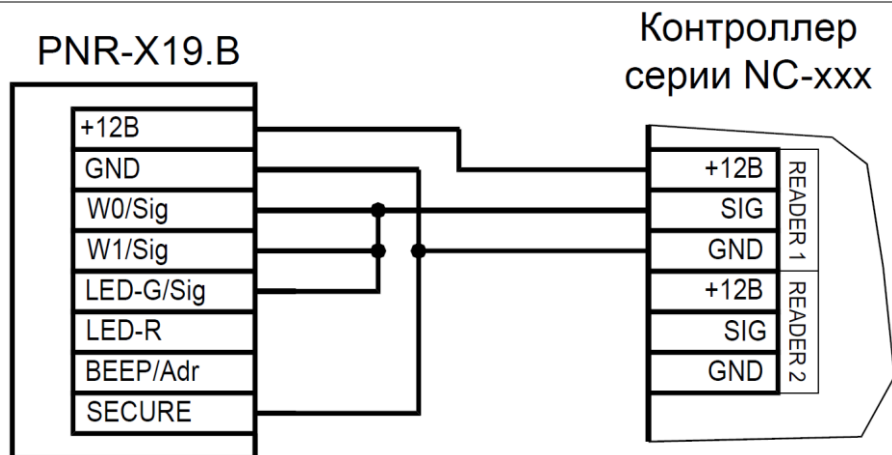 PNR-X19.B
+12В
GND
W0/Sig
W1/Sig
LED-G/Sig
LED-R
BEEP/Adr
SECURE
Контроллер
серии NC-xxx
+12В
SIG
GND
READER 1
+12В
SIG
GND
READER 2